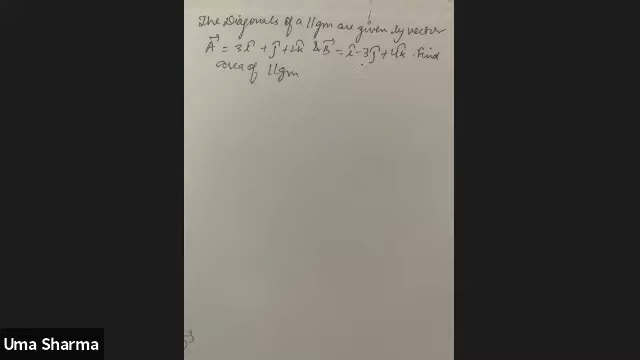 The Diagonals of a llgm are given by vector
A⃗ = 3î + ĵ + 2k̂ & B⃗ = î - 3ĵ + 4k̂ . Find
area of llgm
Uma Sharma